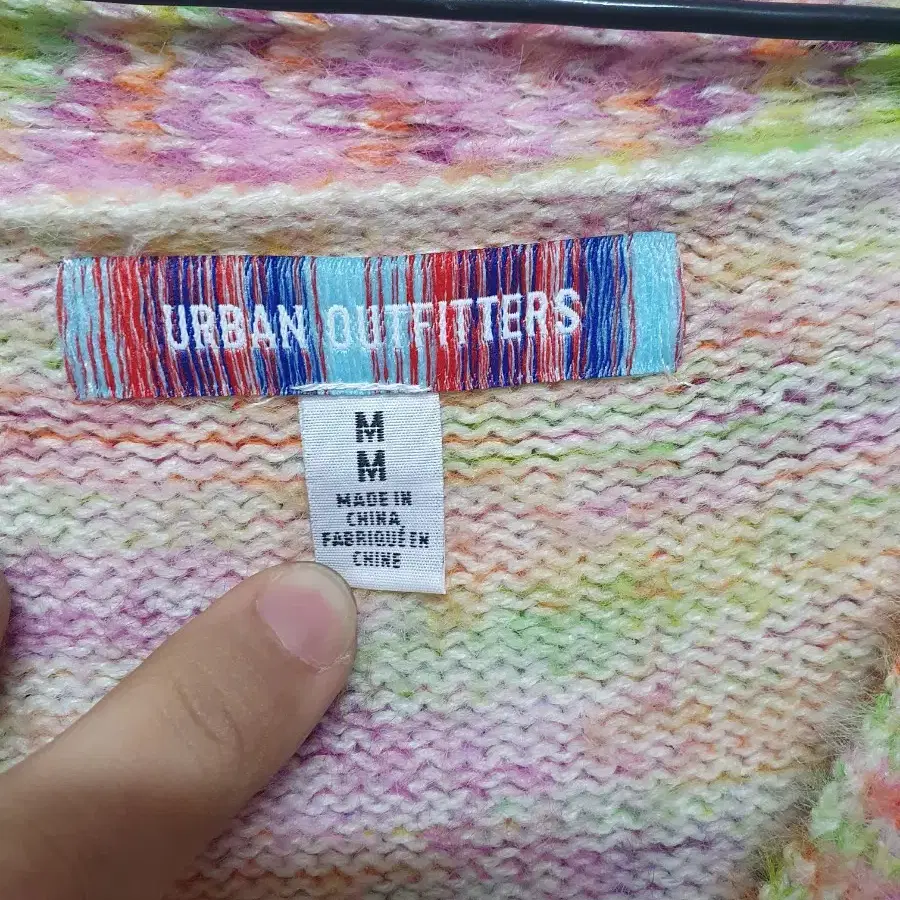 URBAN OUTFITTERS
M
M
MADE IN
CHINA
FABRIQUÉ EN
CHINE